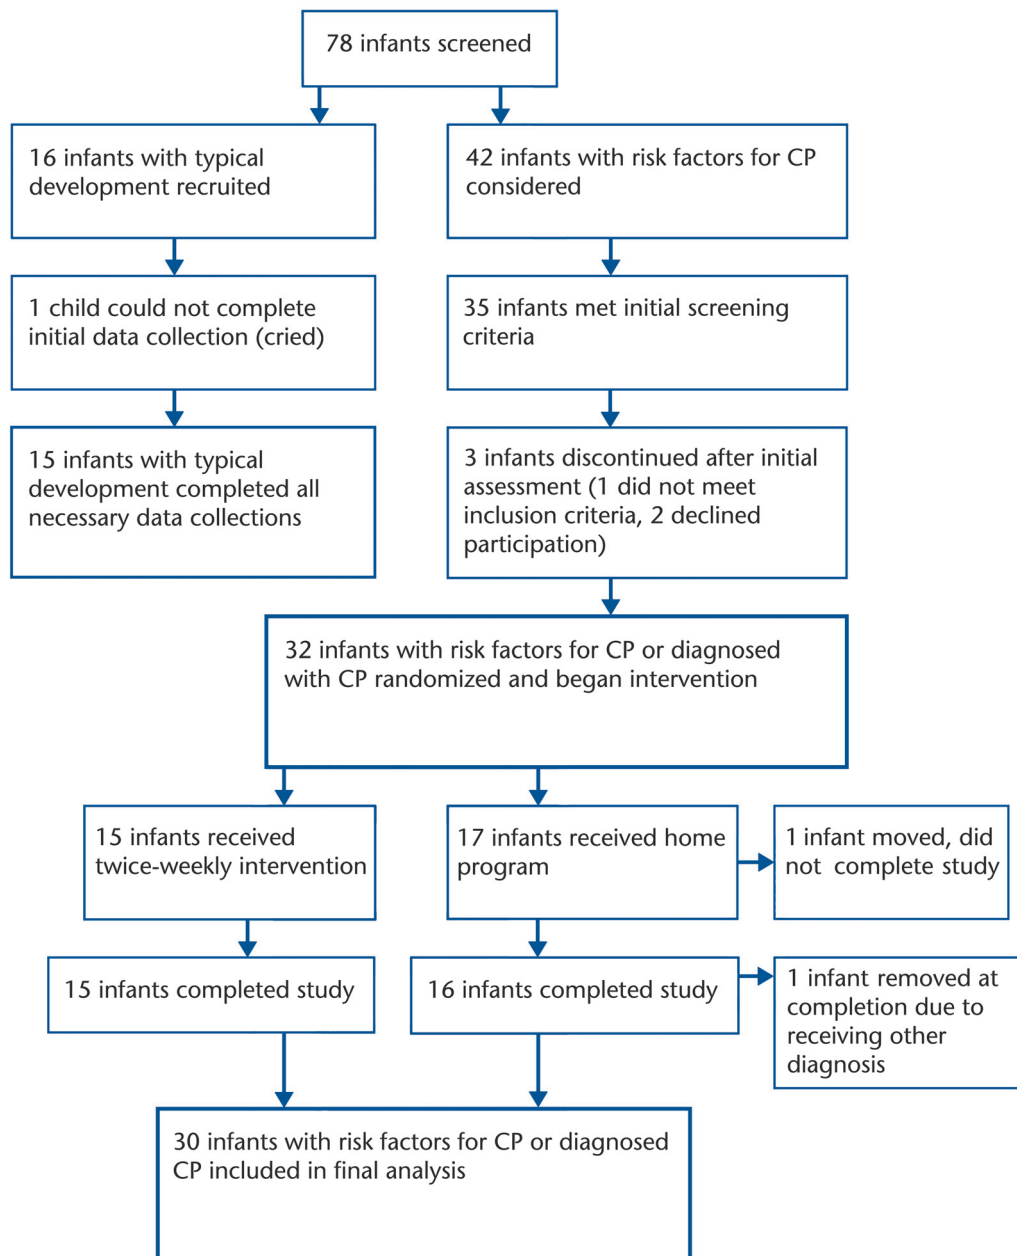 78 infants screened
16 infants with typical
development recruited
42 infants with risk factors for CP
considered
1 child could not complete
initial data collection (cried)
35 infants met initial screening
criteria
15 infants with typical
development completed all
necessary data collections
3 infants discontinued after initial
assessment (1 did not meet
inclusion criteria, 2 declined
participation)
32 infants with risk factors for CP or diagnosed
with CP randomized and began intervention
15 infants received
twice-weekly intervention
17 infants received home
program
1 infant moved, did
not complete study
15 infants completed study
16 infants completed study
1 infant removed at
completion due to
receiving other
diagnosis
30 infants with risk factors for CP or diagnosed
CP included in final analysis